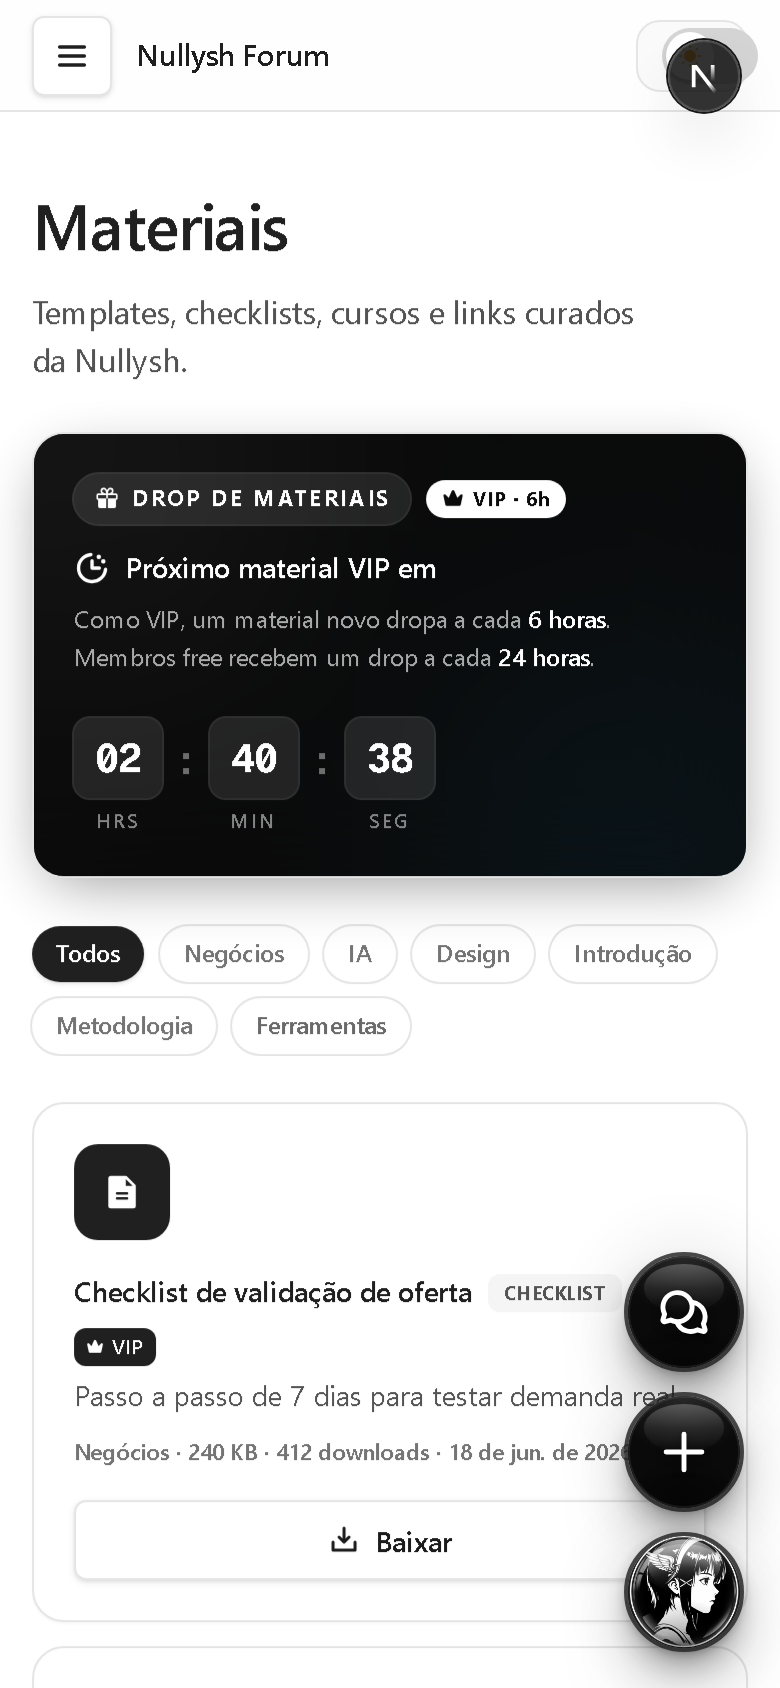 Nullysh Forum
N
Materiais
Templates, checklists, cursos e links curados
da Nullysh.
DROP DE MATERIAIS
VIP · 6h
Próximo material VIP em
Como VIP, um material novo dropa a cada 6 horas.
Membros free recebem um drop a cada 24 horas.
02 : 40 : 38
HRS MIN SEG
Todos Negócios IA Design Introdução
Metodologia Ferramentas
Checklist de validação de oferta CHECKLIST
VIP
Passo a passo de 7 dias para testar demanda real
Negócios · 240 KB · 412 downloads · 18 de jun. de 2026
Baixar